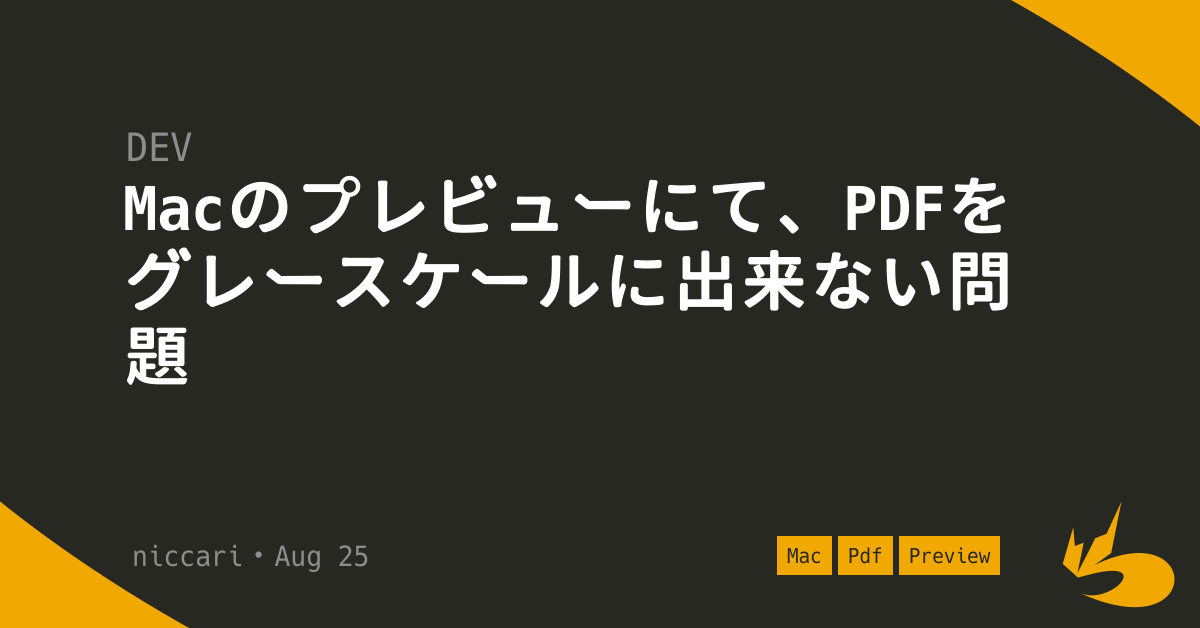 DEV
Macのプレビューにて、PDFを
グレースケールに出来ない問
題
niccari • Aug 25
Mac Pdf Preview